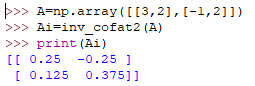 >>> A=np.array([[3,2],[-1,2]])
>>> Ai=inv_cofat2(A)
>>> print(Ai)
[[ 0.25 -0.25 ]
[ 0.125 0.375]]